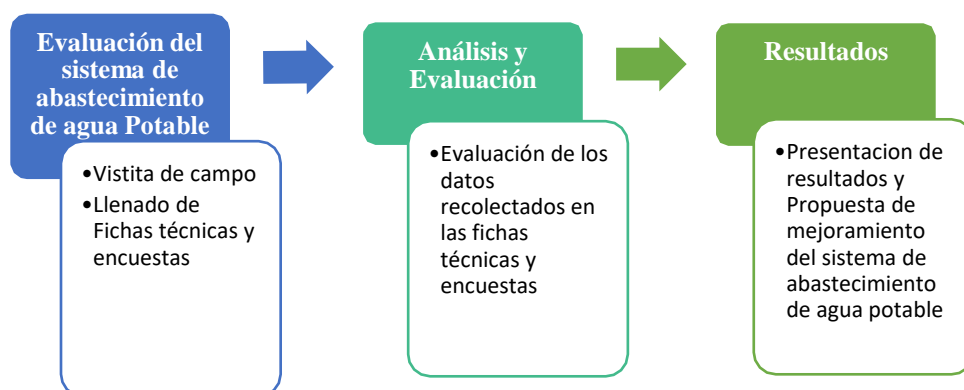 Evaluación del
sistema de
abastecimiento
de agua Potable
•Vistita de campo
•Llenado de
Fichas técnicas y
encuestas
Análisis y
Evaluación
•Evaluación de los
datos
recolectados en
las fichas
técnicas y
encuestas
Resultados
•Presentacion de
resultados y
Propuesta de
mejoramiento
del sistema de
abastecimiento
de agua potable